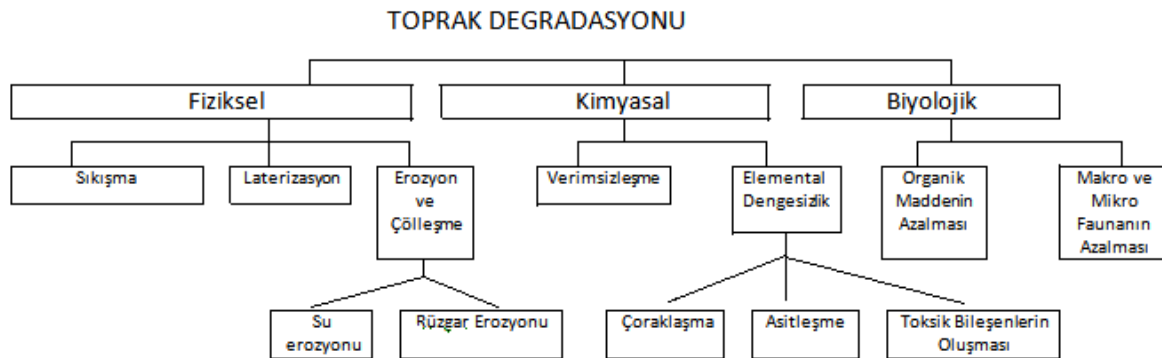 TOPRAK DEGRADASYONU
Fiziksel
Kimyasal
Biyolojik
Sıkışma
Laterizasyon
Erozyon
ve
Çölleşme
Verimsizleşme
Elemental
Dengesizlik
Organik
Maddenin
Azalması
Makro ve
Mikro
Faunanın
Azalması
Su
erozyonu
Rüzgar Erozyonu
Çoraklaşma
Asitleşme
Toksik Bileşenlerin
Oluşması